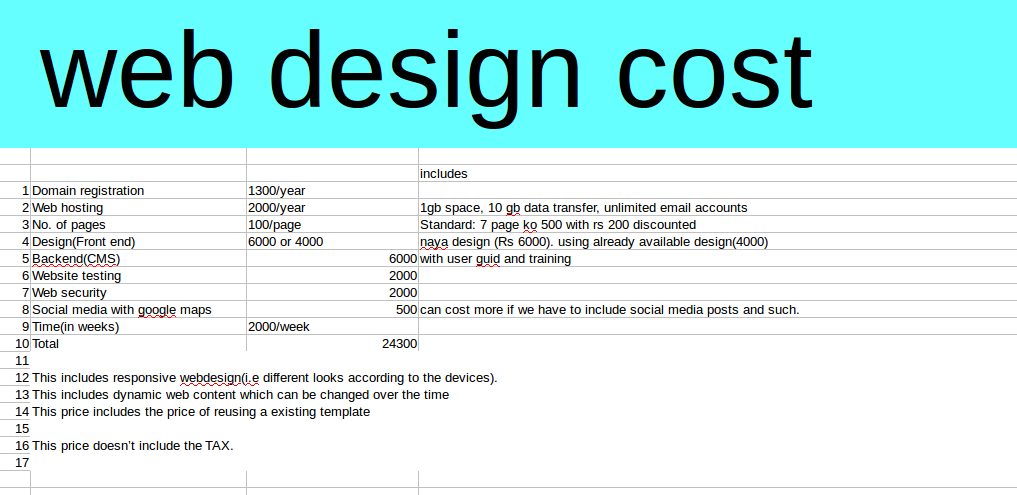 web design cost
includes
1 Domain registration 1300/year
2 Web hosting 2000/year 1gb space, 10 gb data transfer, unlimited email accounts
3 No. of pages 100/page Standard: 7 page ko 500 with rs 200 discounted
4 Design(Front end) 6000 or 4000 naya design (Rs 6000). using already available design(4000)
5 Backend(CMS) 6000 with user guid and training
6 Website testing 2000
7 Web security 2000
8 Social media with google maps 500 can cost more if we have to include social media posts and such.
9 Time(in weeks) 2000/week
10 Total 24300
11
12 This includes responsive webdesign(i.e different looks according to the devices).
13 This includes dynamic web content which can be changed over the time
14 This price includes the price of reusing a existing template
15
16 This price doesn't include the TAX.
17